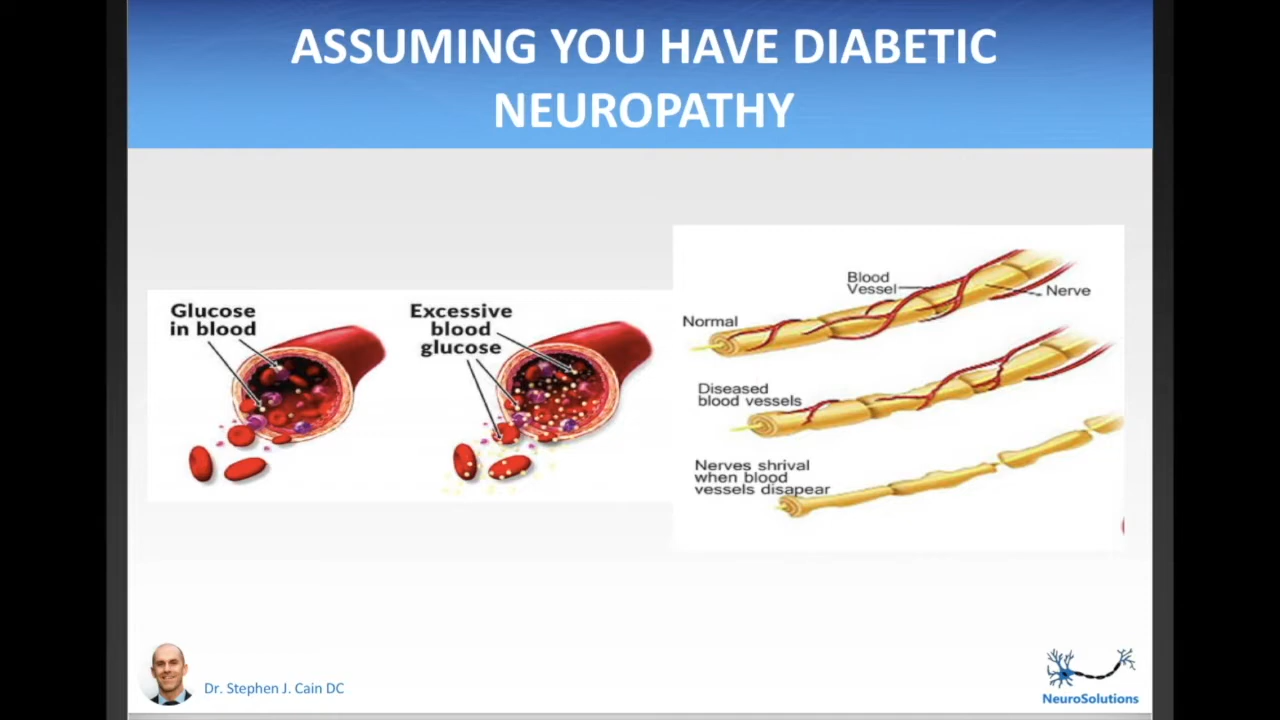 ASSUMING YOU HAVE DIABETIC
NEUROPATHY
Glucose
in blood
Excessive
blood
glucose
Blood
Vessel
Nerve
Normal
Diseased
blood vessels
Nerves shrival
when blood
vessels disapear
Dr. Stephen J. Cain DC
NeuroSolutions